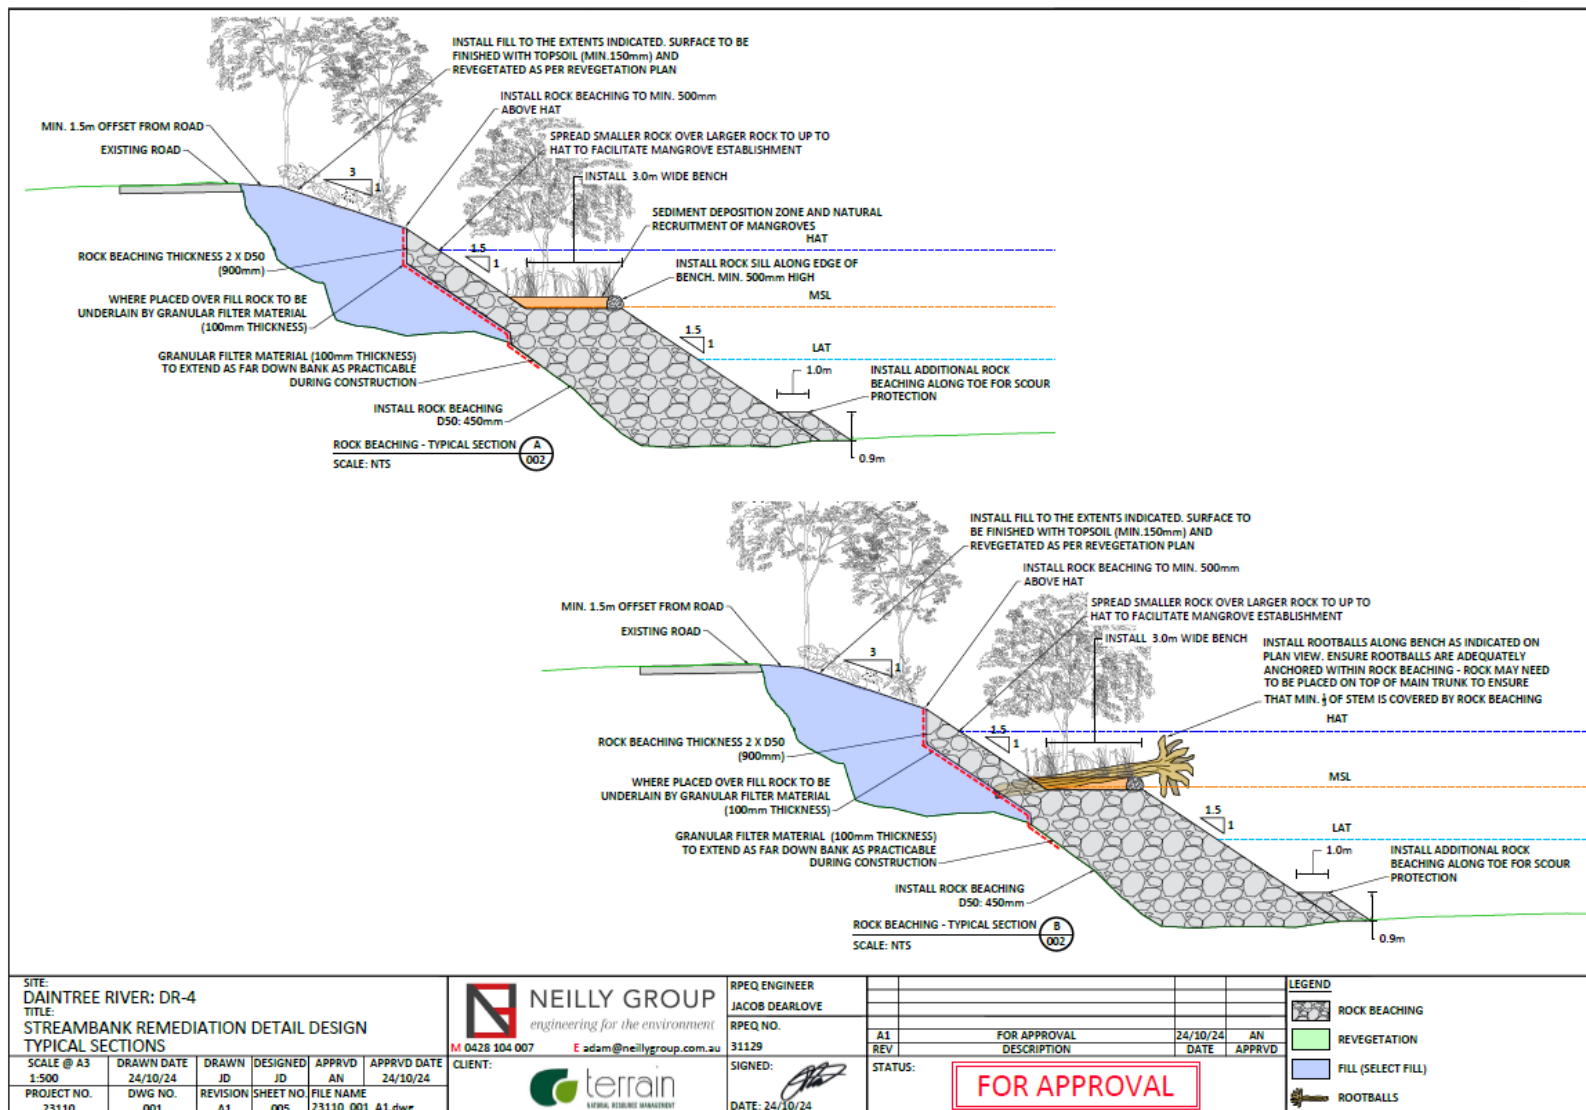 INSTALL FILL TO THE EXTENTS INDICATED. SURFACE TO BE
FINISHED WITH TOPSOIL (MIN.150mm) AND
REVEGETATED AS PER REVEGETATION PLAN
INSTALL ROCK BEACHING TO MIN. 500mm
ABOVE HAT
MIN. 1.5m OFFSET FROM ROAD
SPREAD SMALLER ROCK OVER LARGER ROCK TO UP TO
HAT TO FACILITATE MANGROVE ESTABLISHMENT
EXISTING ROAD
3
1
INSTALL 3.0m WIDE BENCH
SEDIMENT DEPOSITION ZONE AND NATURAL
RECRUITMENT OF MANGROVES
HAT
ROCK BEACHING THICKNESS 2 X D50
(900mm)
1.5
1
INSTALL ROCK SILL ALONG EDGE OF
BENCH. MIN. 500mm HIGH
MSL
WHERE PLACED OVER FILL ROCK TO BE
UNDERLAIN BY GRANULAR FILTER MATERIAL
(100mm THICKNESS)
1.5
1
LAT
GRANULAR FILTER MATERIAL (100mm THICKNESS)
TO EXTEND AS FAR DOWN BANK AS PRACTICABLE
DURING CONSTRUCTION
1.0m
INSTALL ADDITIONAL ROCK
BEACHING ALONG TOE FOR SCOUR
PROTECTION
INSTALL ROCK BEACHING
D50: 450mm
ROCK BEACHING - TYPICAL SECTION
A
002
SCALE: NTS
0.9m
INSTALL FILL TO THE EXTENTS INDICATED. SURFACE TO
BE FINISHED WITH TOPSOIL (MIN.150mm) AND
REVEGETATED AS PER REVEGETATION PLAN
INSTALL ROCK BEACHING TO MIN. 500mm
ABOVE HAT
MIN. 1.5m OFFSET FROM ROAD
SPREAD SMALLER ROCK OVER LARGER ROCK TO UP TO
HAT TO FACILITATE MANGROVE ESTABLISHMENT
EXISTING ROAD
3
1
INSTALL 3.0m WIDE BENCH
INSTALL ROOTBALLS ALONG BENCH AS INDICATED ON
PLAN VIEW. ENSURE ROOTBALLS ARE ADEQUATELY
ANCHORED WITHIN ROCK BEACHING - ROCK MAY NEED
TO BE PLACED ON TOP OF MAIN TRUNK TO ENSURE
THAT MIN. OF STEM IS COVERED BY ROCK BEACHING
HAT
ROCK BEACHING THICKNESS 2 X D50
(900mm)
1.5
1
MSL
WHERE PLACED OVER FILL ROCK TO BE
UNDERLAIN BY GRANULAR FILTER MATERIAL
(100mm THICKNESS)
1.5
1
LAT
GRANULAR FILTER MATERIAL (100mm THICKNESS)
TO EXTEND AS FAR DOWN BANK AS PRACTICABLE
DURING CONSTRUCTION
1.0m
INSTALL ADDITIONAL ROCK
BEACHING ALONG TOE FOR SCOUR
PROTECTION
INSTALL ROCK BEACHING
D50: 450mm
ROCK BEACHING - TYPICAL SECTION
B
002
SCALE: NTS
0.9m
SITE:
DAINTREE RIVER: DR-4
TITLE:
STREAMBANK REMEDIATION DETAIL DESIGN
TYPICAL SECTIONS
SCALE @ A3 DRAWN DATE DRAWN DESIGNED APPRVD APPRVD DATE
1:500 24/10/24 JD JD AN 24/10/24
PROJECT NO. DWG NO. REVISION SHEET NO. FILE NAME
23110 001 A1 005 23110_001_A1.dwg
NEILLY GROUP
engineering for the environment
M 0428 104 007 E adam@neillygroup.com.au
CLIENT:
terrain
NATURAL RESOURCE MANAGEMENT
RPEQ ENGINEER
JACOB DEARLOVE
RPEQ NO.
31129
SIGNED:
DATE: 24/10/24
A1 FOR APPROVAL 24/10/24 AN
REV DESCRIPTION DATE APPRVD
STATUS:
FOR APPROVAL
LEGEND
ROCK BEACHING
REVEGETATION
FILL (SELECT FILL)
ROOTBALLS